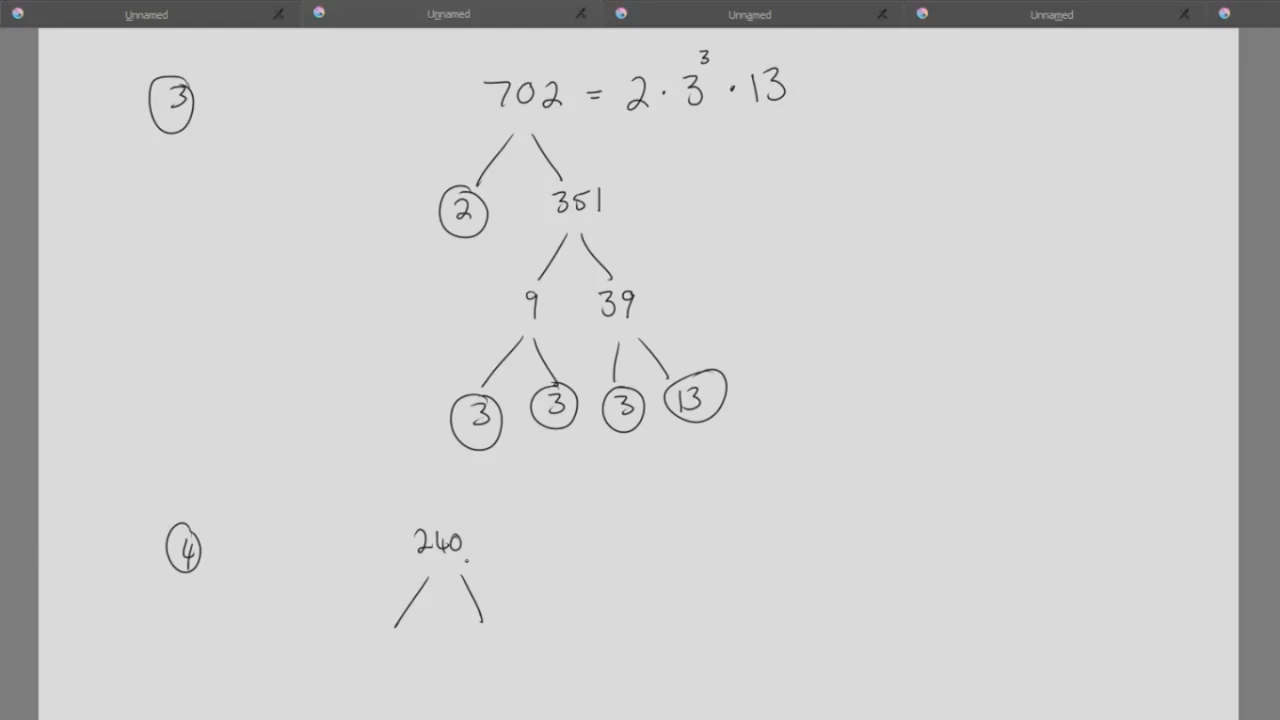 Unnamed Unnamed Unnamed Unnamed
③ 702 = 2 · 3³ · 13
2 351
9 39
3 3 3 13
④ 240